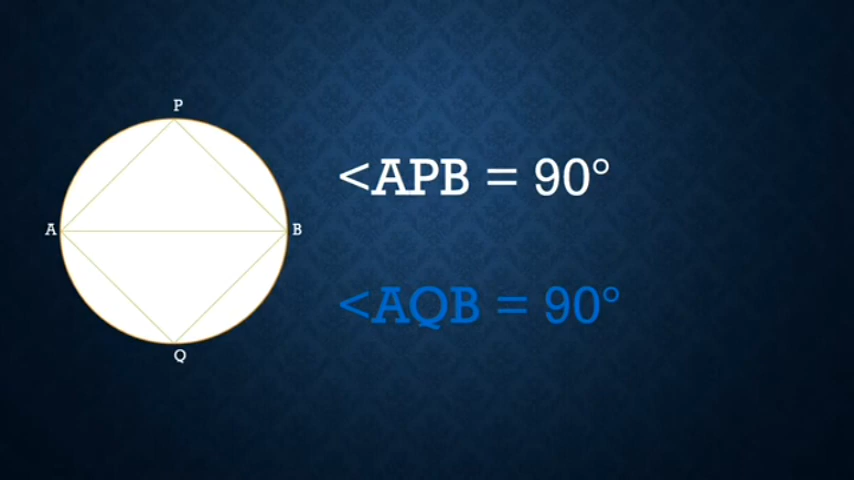 P
A
B
Q
<APB = 90°
<AQB = 90°